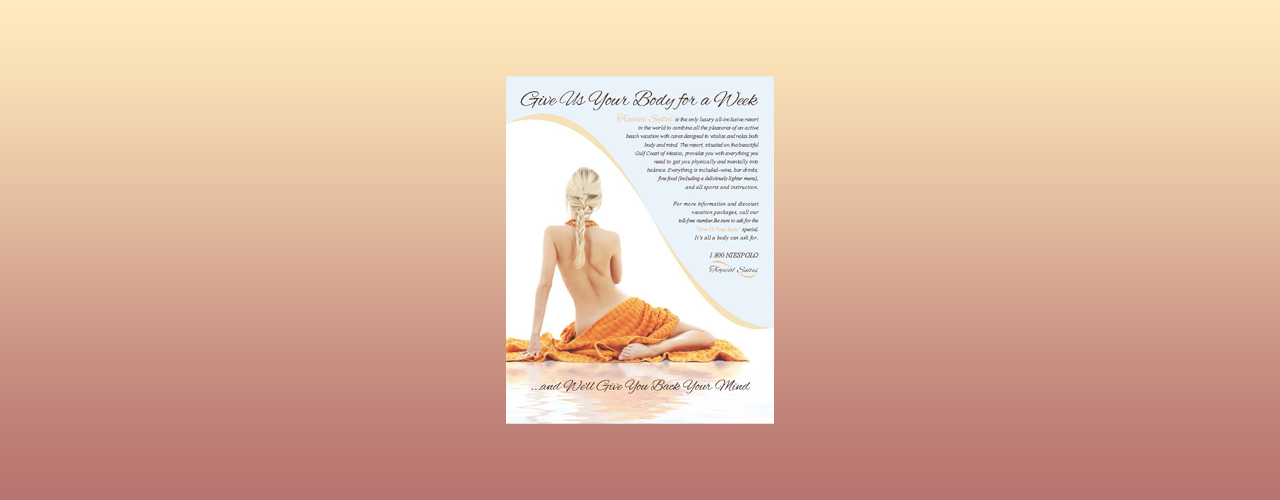 Give Us Your Body for a Week
Tropical Suites is the only luxury all-inclusive resort
in the world to combine all the pleasures of an active
beach vacation with cares designed to vitalize and relax both
body and mind. The resort, situated on the beautiful
Gulf Coast of Mexico, provides you with everything you
need to get you physically and mentally into
balance. Everything is included-wine, bar drinks,
fine food (including a deliciously lighter menu),
and all sports and instruction.
For more information and discount
vacation packages, call our
toll-free number. Be sure to ask for the
"Give Us Your Body" special.
It's all a body can ask for.
1.800.NIESPOLO
Tropical Suites
...and We'll Give You Back Your Mind